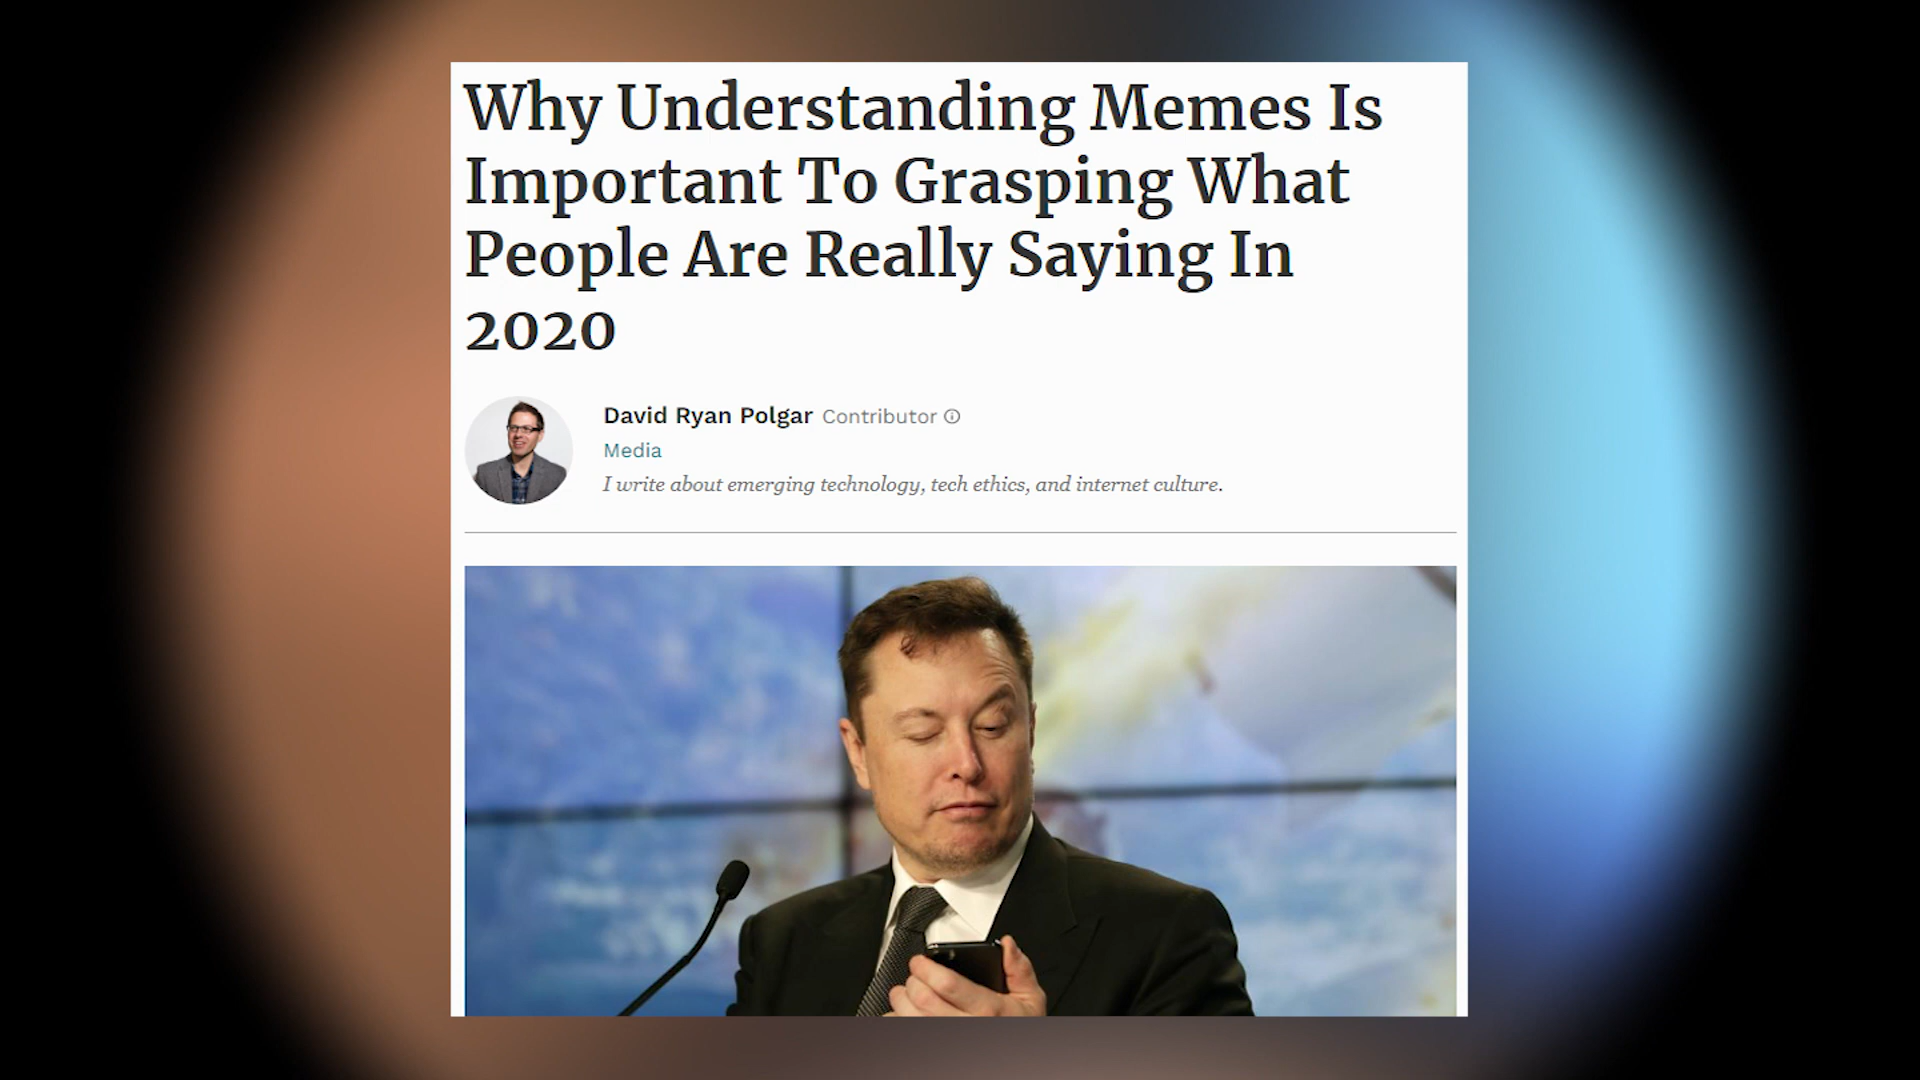 Why Understanding Memes Is
Important To Grasping What
People Are Really Saying In
2020
David Ryan Polgar Contributor
Media
I write about emerging technology, tech ethics, and internet culture.